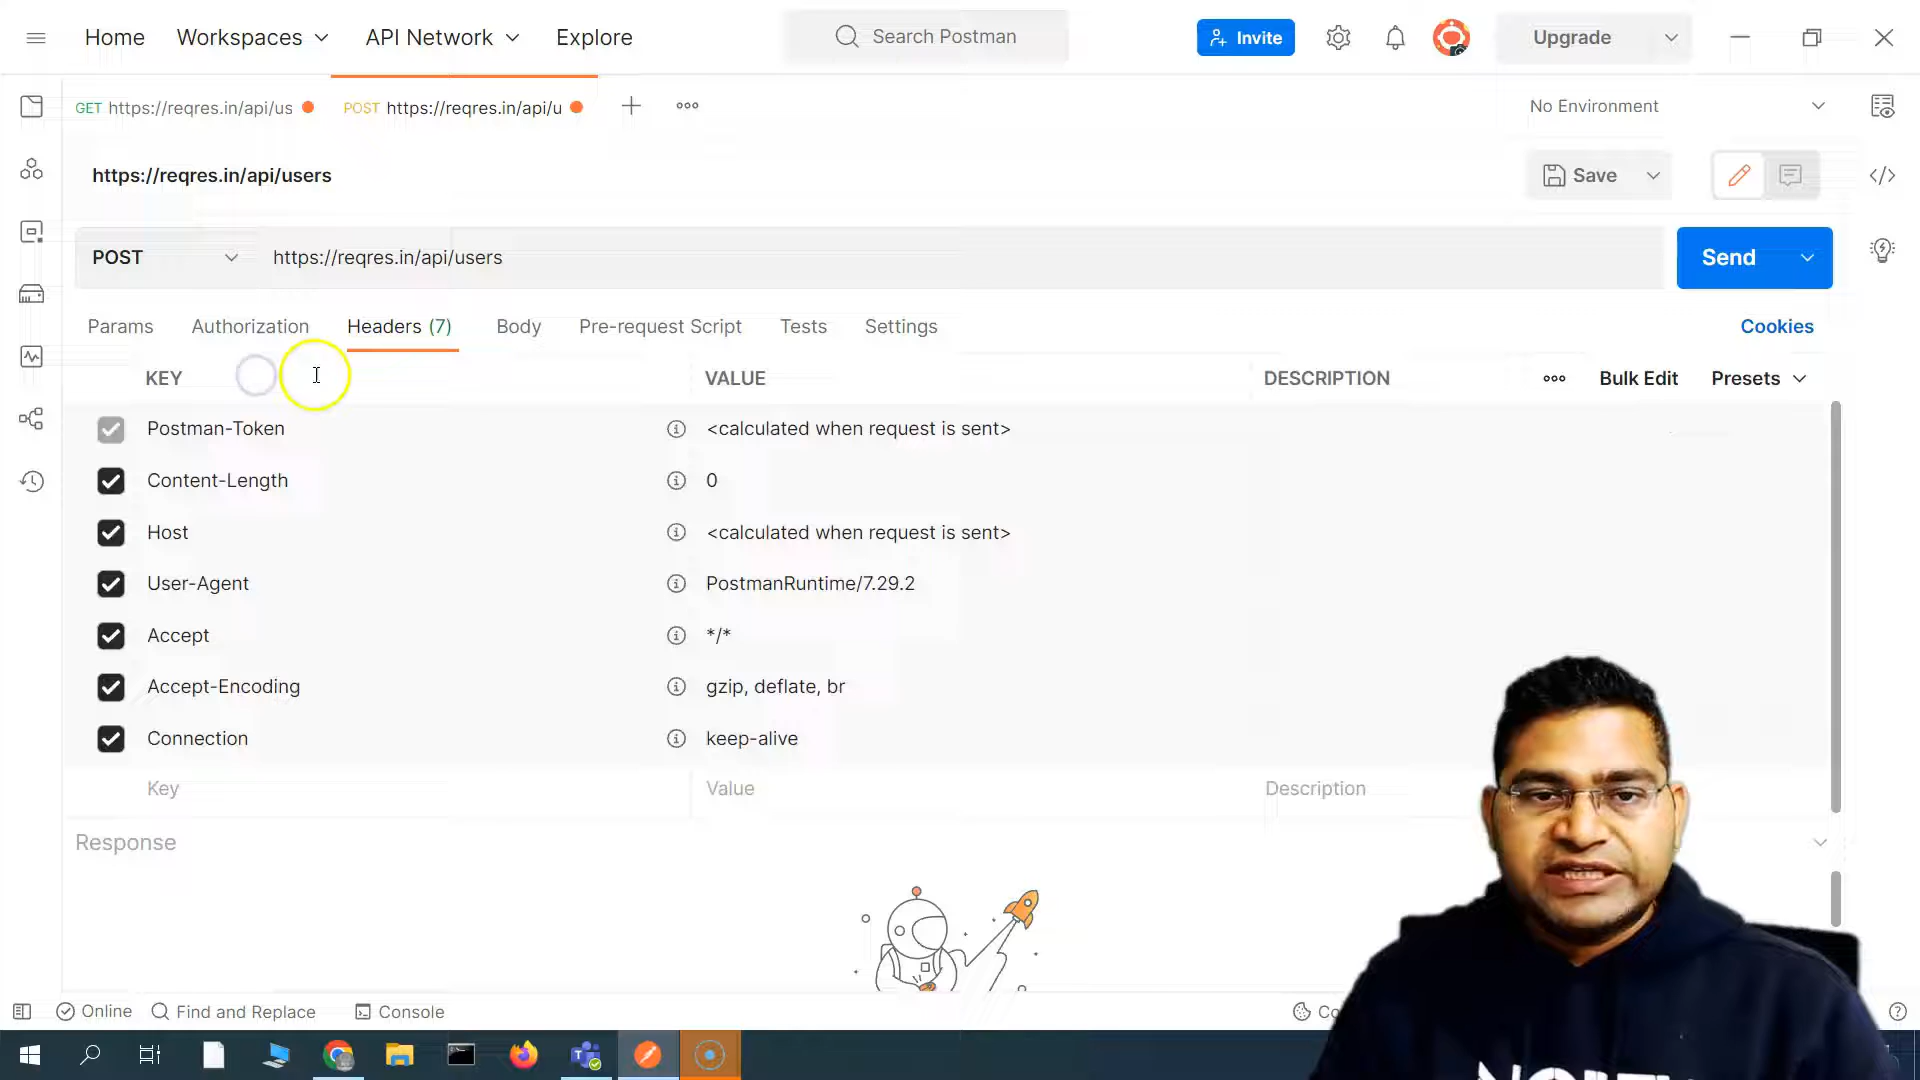 Home Workspaces API Network Explore Search Postman Invite Upgrade
GET https://reqres.in/api/us POST https://reqres.in/api/u No Environment
https://reqres.in/api/users Save
POST https://reqres.in/api/users Send
Params Authorization Headers (7) Body Pre-request Script Tests Settings Cookies
KEY VALUE DESCRIPTION Bulk Edit Presets
Postman-Token <calculated when request is sent>
Content-Length 0
Host <calculated when request is sent>
User-Agent PostmanRuntime/7.29.2
Accept */*
Accept-Encoding gzip, deflate, br
Connection keep-alive
Key Value Description
Response
Online Find and Replace Console